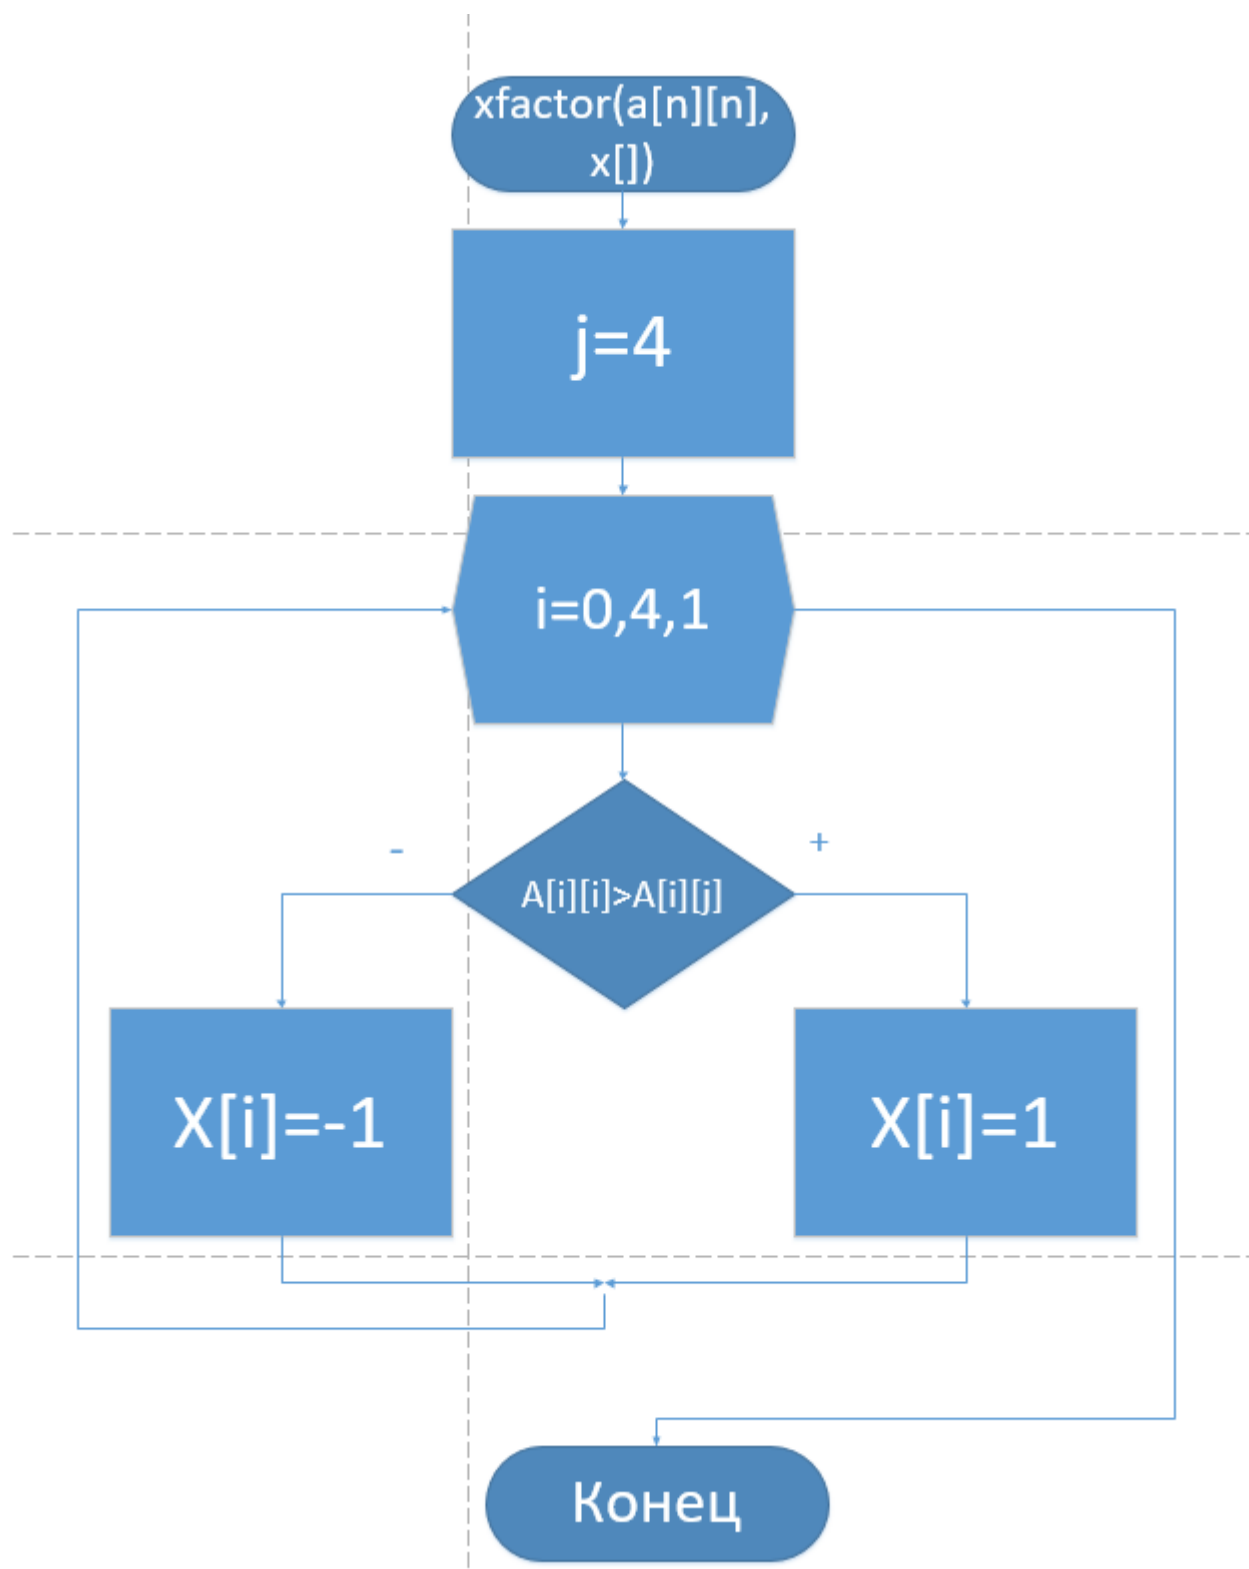 xfactor(a[n][n],
x[])
j=4
i=0,4,1
-
+
A[i][i]>A[i][j]
X[i]=-1
X[i]=1
Конец